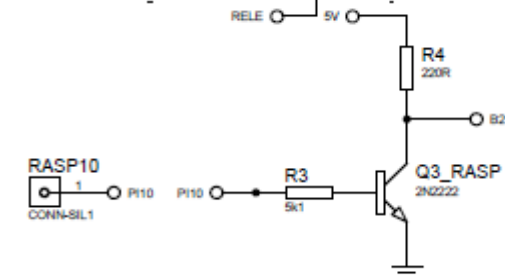 RELE
5V
R4
220R
B2
RASP10
1
CONN-SIL1
PI10
PI10
R3
5k1
Q3_RASP
2N2222